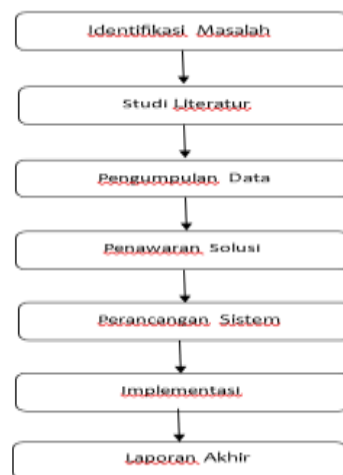 Identifikasi Masalah
Studi Literatur
Pengumpulan Data
Penawaran Solusi
Perancangan Sistem
Implementasi
Laporan Akhir